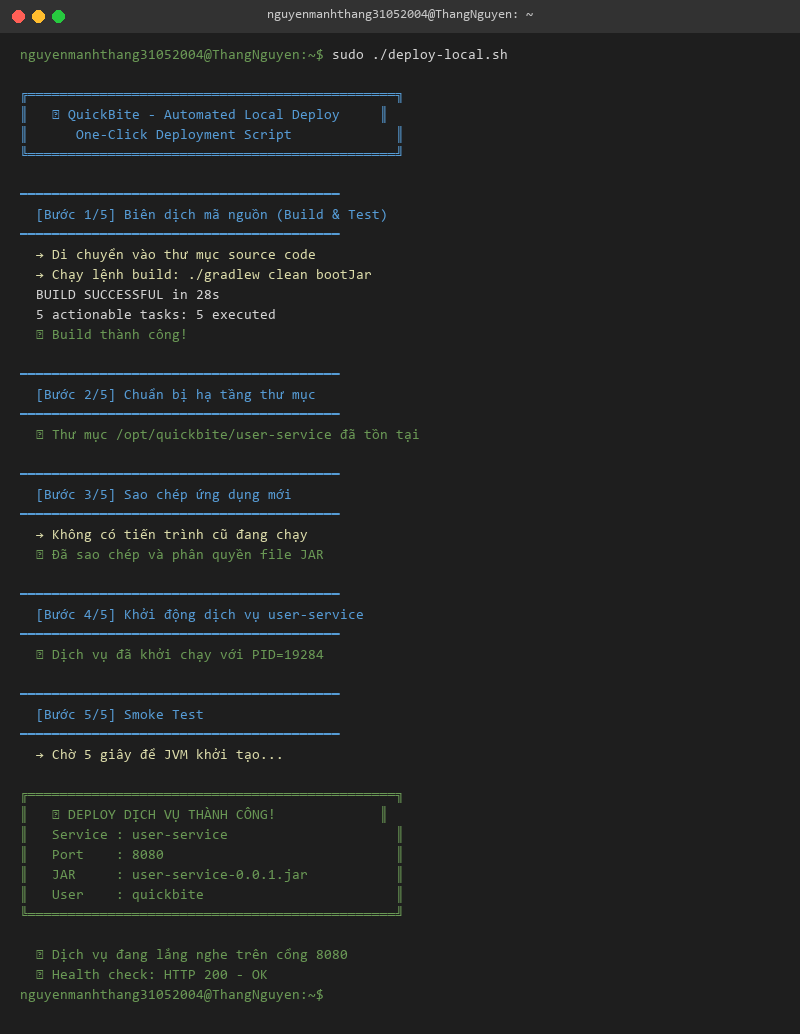 nguyenmanhthang31052004@ThangNguyen: ~
nguyenmanhthang31052004@ThangNguyen:~$ sudo ./deploy-local.sh
QuickBite - Automated Local Deploy
One-Click Deployment Script
[Bước 1/5] Biên dịch mã nguồn (Build & Test)
→ Di chuyển vào thư mục source code
→ Chạy lệnh build: ./gradlew clean bootJar
BUILD SUCCESSFUL in 28s
5 actionable tasks: 5 executed
Build thành công!
[Bước 2/5] Chuẩn bị hạ tầng thư mục
Thư mục /opt/quickbite/user-service đã tồn tại
[Bước 3/5] Sao chép ứng dụng mới
→ Không có tiến trình cũ đang chạy
Đã sao chép và phân quyền file JAR
[Bước 4/5] Khởi động dịch vụ user-service
Dịch vụ đã khởi chạy với PID=19284
[Bước 5/5] Smoke Test
→ Chờ 5 giây để JVM khởi tạo...
DEPLOY DỊCH VỤ THÀNH CÔNG!
Service : user-service
Port    : 8080
JAR     : user-service-0.0.1.jar
User    : quickbite
Dịch vụ đang lắng nghe trên cổng 8080
Health check: HTTP 200 - OK
nguyenmanhthang31052004@ThangNguyen:~$